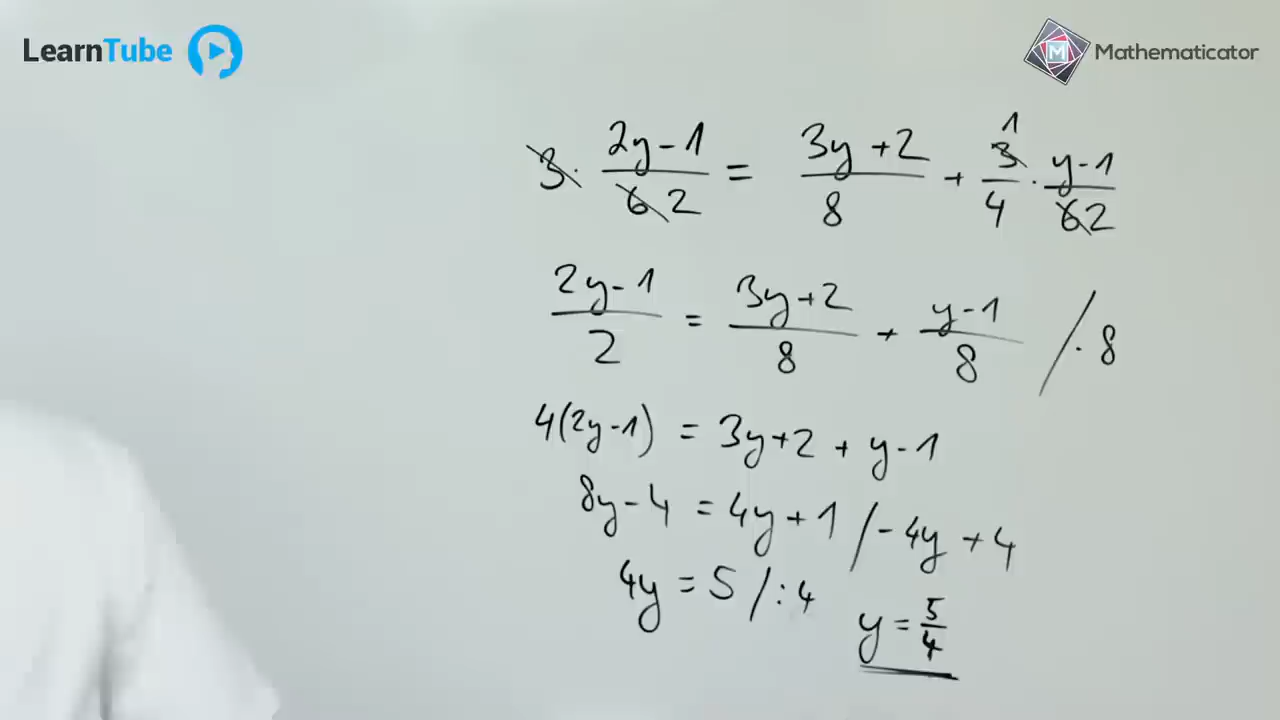 LearnTube
Mathematicator
3 · (2y-1)/(6 2) = (3y+2)/8 + (3 1)/4 · (y-1)/(6 2)
(2y-1)/2 = (3y+2)/8 + (y-1)/8 / · 8
4(2y-1) = 3y+2 + y-1
8y-4 = 4y+1 /-4y +4
4y = 5 /:4
y = 5/4